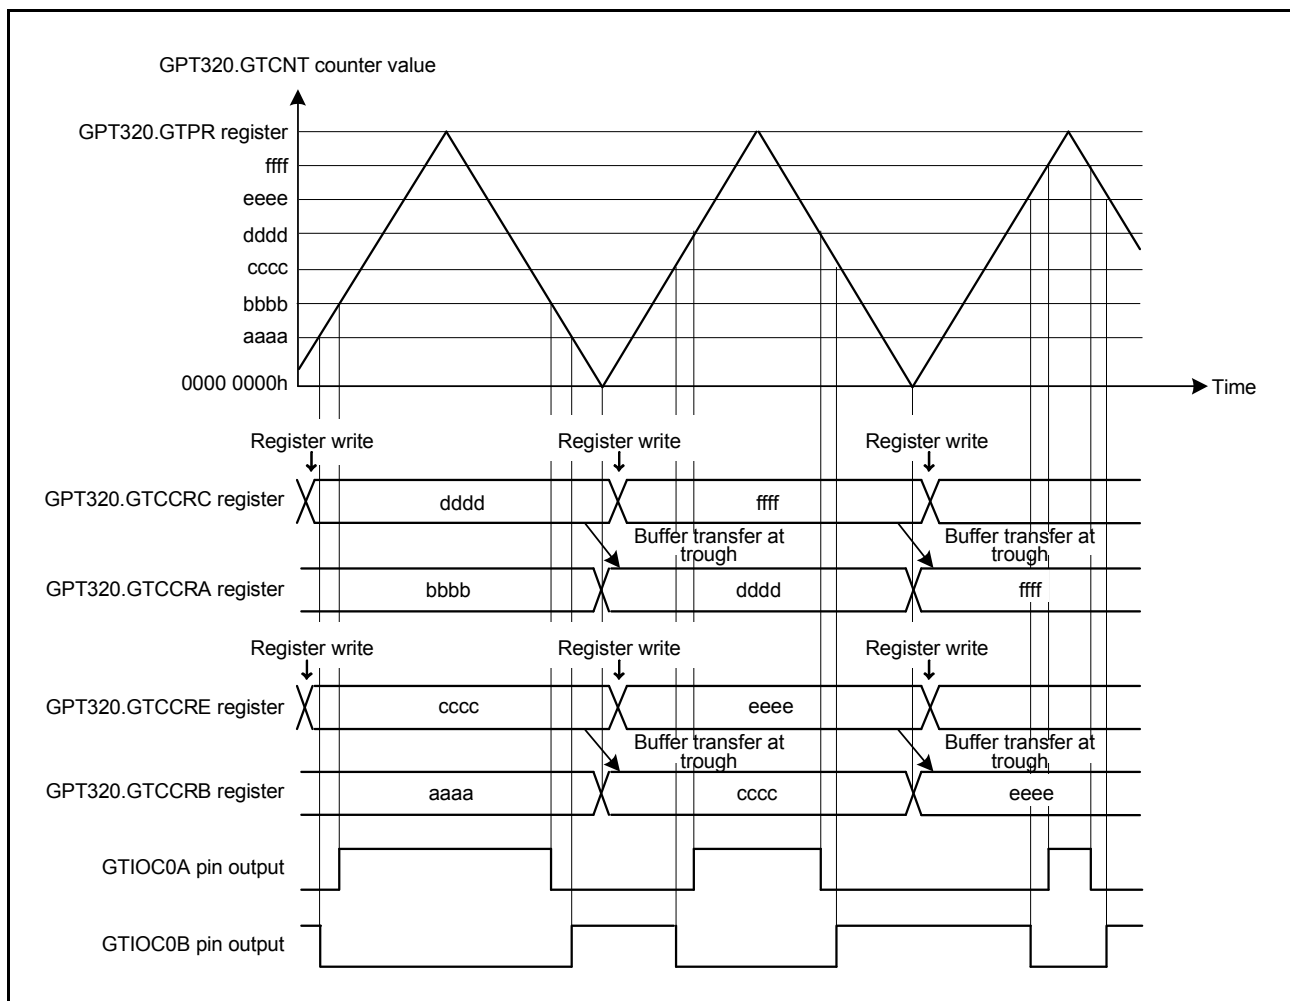 GPT320.GTCNT counter value
GPT320.GTPR register
ffff
eeee
dddd
cccc
bbbb
aaaa
0000 0000h
Time
Register write
Register write
Register write
GPT320.GTCCRC register
dddd
ffff
Buffer transfer at
trough
Buffer transfer at
trough
GPT320.GTCCRA register
bbbb
dddd
ffff
Register write
Register write
Register write
GPT320.GTCCRE register
cccc
eeee
Buffer transfer at
trough
Buffer transfer at
trough
GPT320.GTCCRB register
aaaa
cccc
eeee
GTIOC0A pin output
GTIOC0B pin output